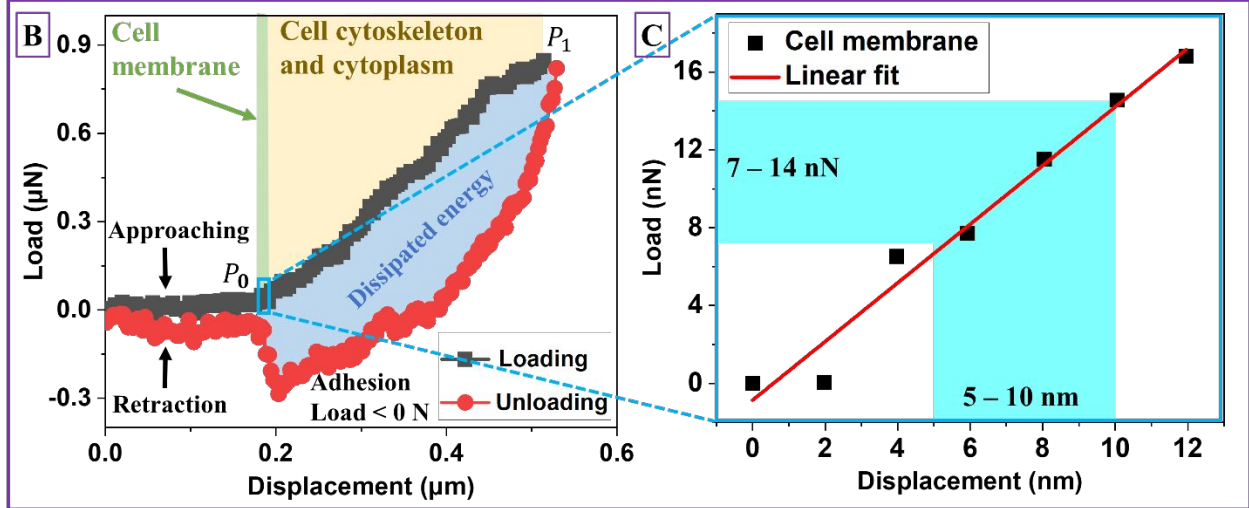 B
Cell
membrane
Cell cytoskeleton
and cytoplasm
P₁
0.9
0.6
0.3
0.0
-0.3
Load (µN)
Approaching
P₀
Retraction
Dissipated energy
Adhesion
Load < 0 N
Loading
Unloading
0.0 0.2 0.4 0.6
Displacement (µm)
C
Cell membrane
Linear fit
16
12
8
4
0
Load (nN)
7 – 14 nN
5 – 10 nm
0 2 4 6 8 10 12
Displacement (nm)